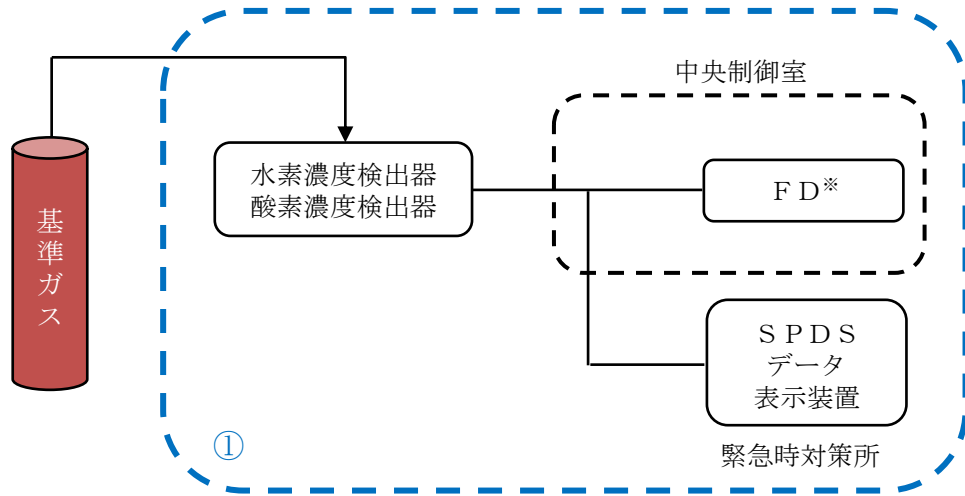 中央制御室
水素濃度検出器
酸素濃度検出器
ＦＤ※
基準ガス
ＳＰＤＳ
データ
表示装置
①
緊急時対策所